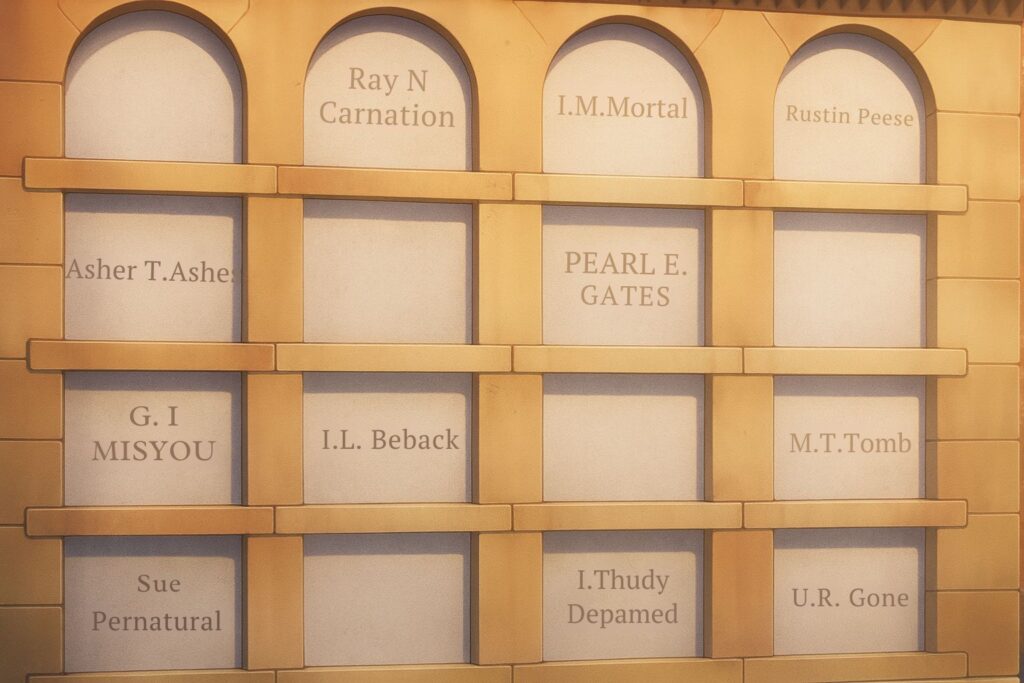 Ray N
Carnation
I.M.Mortal
Rustin Peese
Asher T.Ashes
PEARL E.
GATES
G. I
MISYOU
I.L. Beback
M.T.Tomb
Sue
Pernatural
I.Thudy
Depamed
U.R. Gone